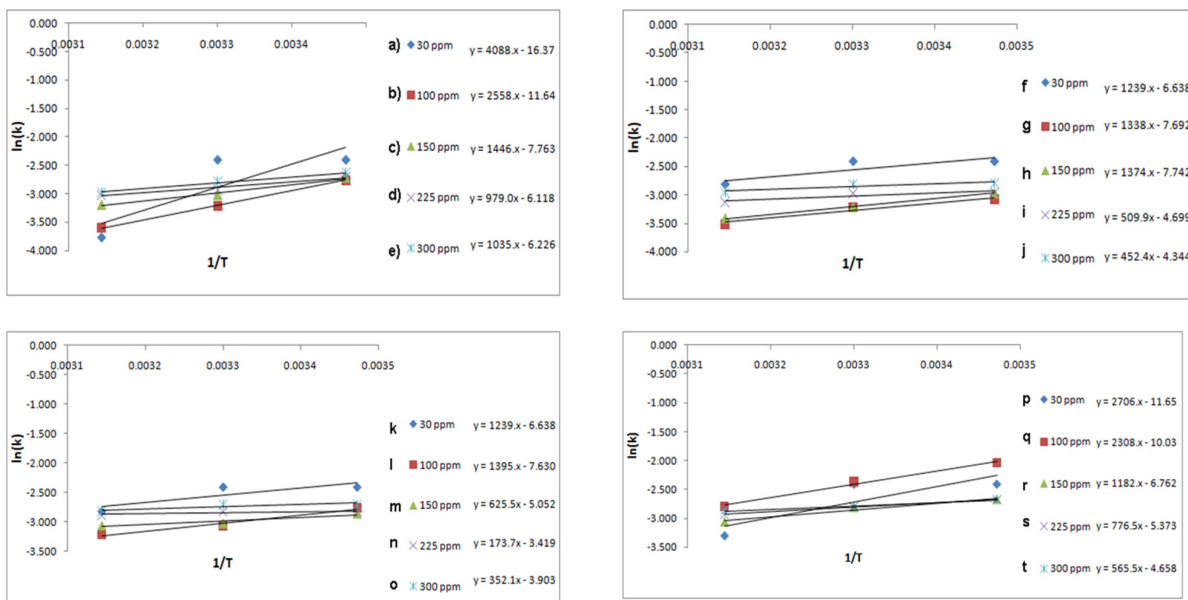 0.000
0.0031 0.0032 0.0033 0.0034
-0.500
-1.000
-1.500
-2.000
-2.500
-3.000
-3.500
-4.000
ln(k)
1/T
a) 30 ppm y = 4088.x - 16.37
b) 100 ppm y = 2558.x - 11.64
c) 150 ppm y = 1446.x - 7.763
d) 225 ppm y = 979.0x - 6.118
e) 300 ppm y = 1035x - 6.226
0.000
0.0031 0.0032 0.0033 0.0034 0.0035
-0.500
-1.000
-1.500
-2.000
-2.500
-3.000
-3.500
-4.000
ln(k)
1/T
f 30 ppm y = 1239.x - 6.638
g 100 ppm y = 1338.x - 7.692
h 150 ppm y = 1374.x - 7.742
i 225 ppm y = 509.9x - 4.699
j 300 ppm y = 452.4x - 4.344
0.000
0.0031 0.0032 0.0033 0.0034 0.0035
-0.500
-1.000
-1.500
-2.000
-2.500
-3.000
-3.500
ln(k)
1/T
k 30 ppm y = 1239.x - 6.638
l 100 ppm y = 1395.x - 7.630
m 150 ppm y = 625.5x - 5.052
n 225 ppm y = 173.7x - 3.419
o 300 ppm y = 352.1x - 3.903
0.000
0.0031 0.0032 0.0033 0.0034 0.0035
-0.500
-1.000
-1.500
-2.000
-2.500
-3.000
-3.500
ln(k)
1/T
p 30 ppm y = 2706.x - 11.65
q 100 ppm y = 2308.x - 10.03
r 150 ppm y = 1182.x - 6.762
s 225 ppm y = 776.5x - 5.373
t 300 ppm y = 565.5x - 4.658